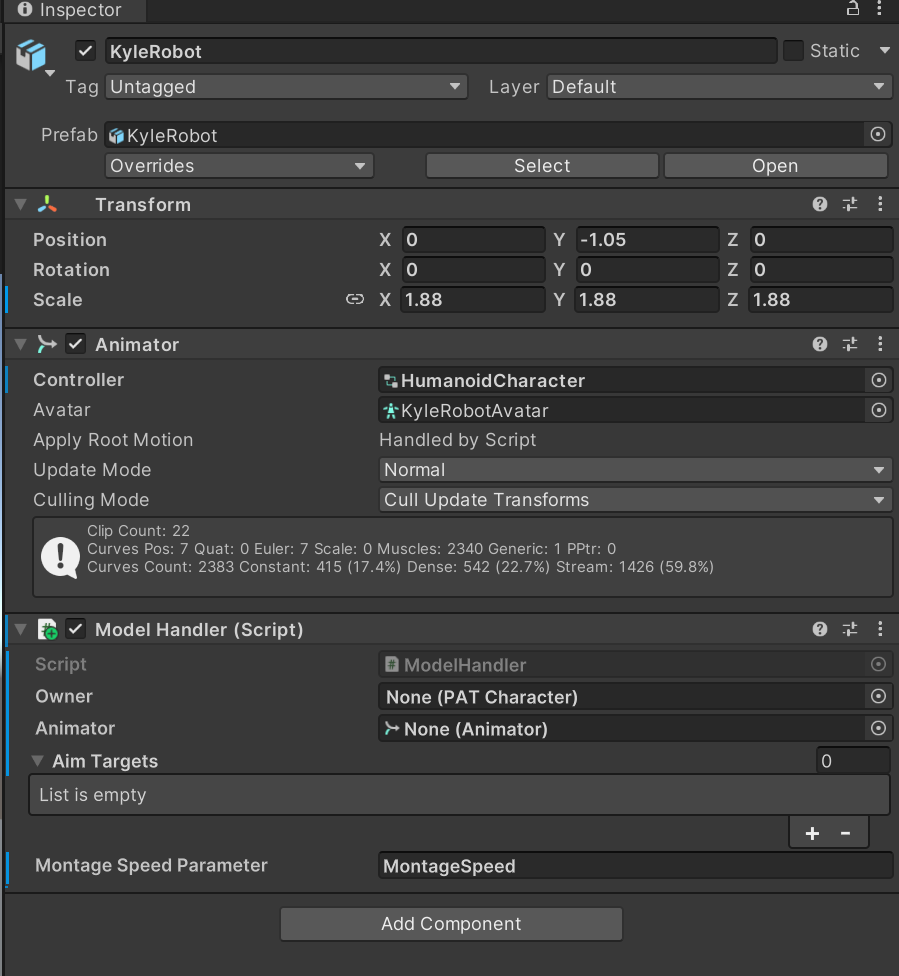 Inspector
KyleRobot Static
Tag Untagged Layer Default
Prefab KyleRobot
Overrides Select Open
Transform
Position X 0 Y -1.05 Z 0
Rotation X 0 Y 0 Z 0
Scale X 1.88 Y 1.88 Z 1.88
Animator
Controller HumanoidCharacter
Avatar KyleRobotAvatar
Apply Root Motion Handled by Script
Update Mode Normal
Culling Mode Cull Update Transforms
Clip Count: 22
Curves Pos: 7 Quat: 0 Euler: 7 Scale: 0 Muscles: 2340 Generic: 1 PPtr: 0
Curves Count: 2383 Constant: 415 (17.4%) Dense: 542 (22.7%) Stream: 1426 (59.8%)
# Model Handler (Script)
Script # ModelHandler
Owner None (PAT Character)
Animator None (Animator)
Aim Targets 0
List is empty
+ -
Montage Speed Parameter MontageSpeed
Add Component